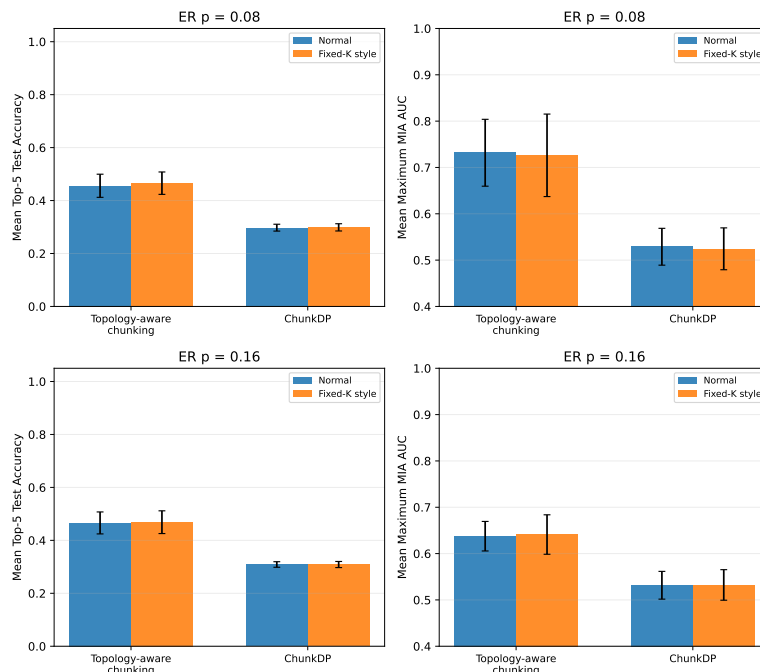 ER p = 0.08
Mean Top-5 Test Accuracy
1.0
0.8
0.6
0.4
0.2
0.0
Normal
Fixed-K style
Topology-aware
chunking
ChunkDP
ER p = 0.08
Mean Maximum MIA AUC
1.0
0.9
0.8
0.7
0.6
0.5
0.4
Normal
Fixed-K style
Topology-aware
chunking
ChunkDP
ER p = 0.16
Mean Top-5 Test Accuracy
1.0
0.8
0.6
0.4
0.2
0.0
Normal
Fixed-K style
Topology-aware
chunking
ChunkDP
ER p = 0.16
Mean Maximum MIA AUC
1.0
0.9
0.8
0.7
0.6
0.5
0.4
Normal
Fixed-K style
Topology-aware
chunking
ChunkDP